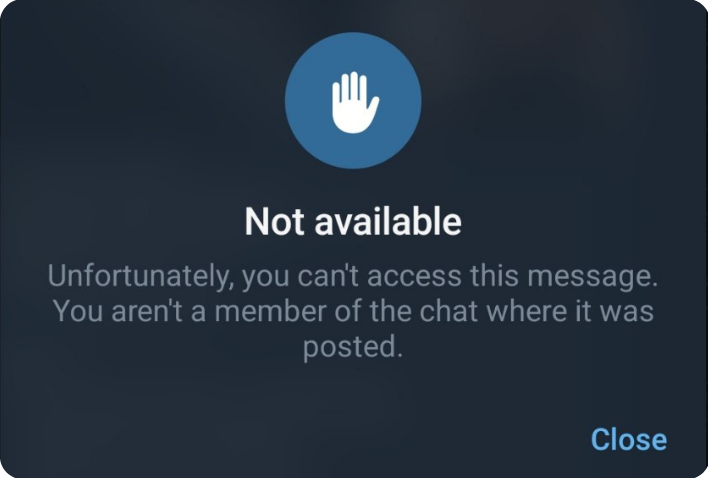 Not available
Unfortunately, you can't access this message.
You aren't a member of the chat where it was
posted.
Close